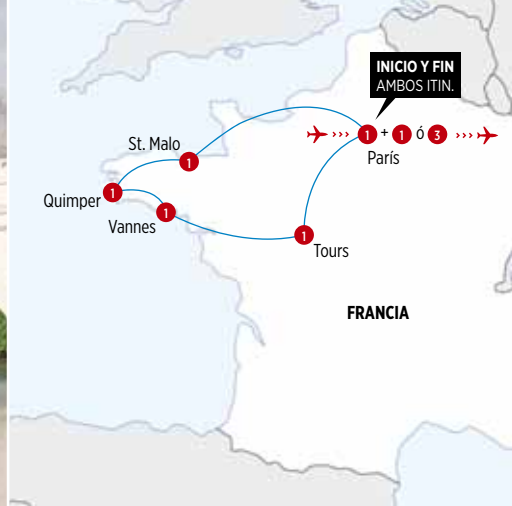 INICIO Y FIN
AMBOS ITIN.
1 + 1 ó 3
París
St. Malo
1
Quimper
1
Vannes
1
1
Tours
FRANCIA